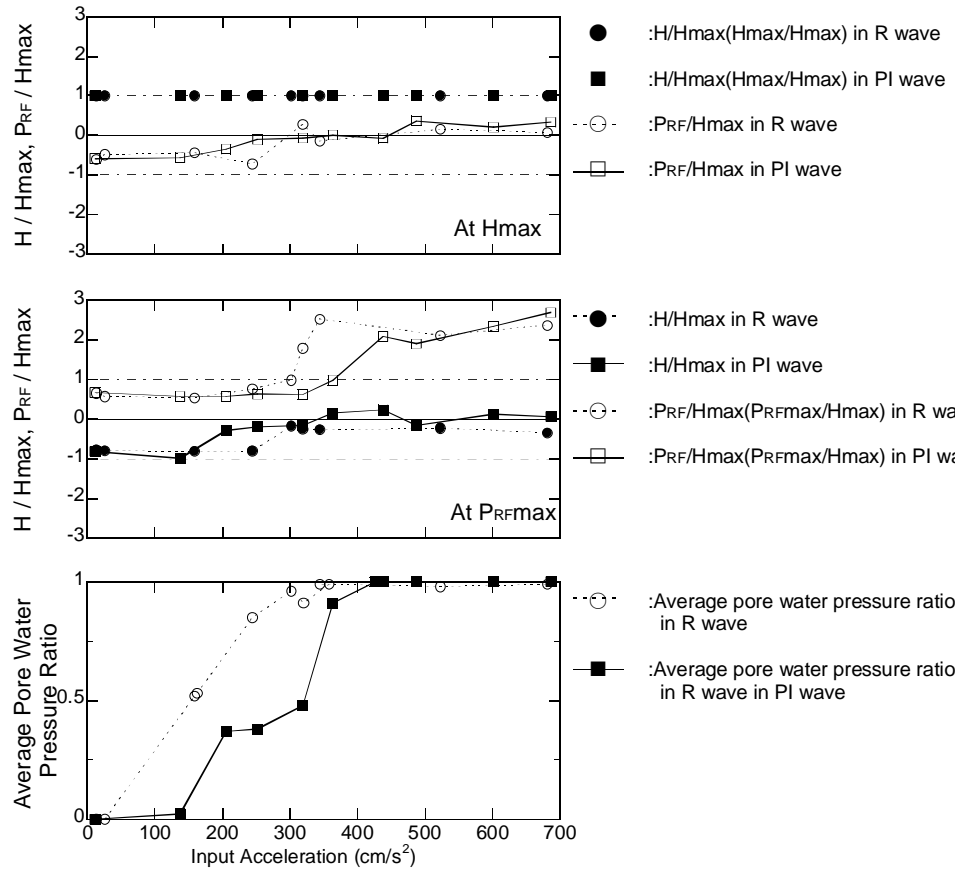 3
2
1
0
-1
-2
-3
H / Hmax, PRF / Hmax
At Hmax
:H/Hmax(Hmax/Hmax) in R wave
:H/Hmax(Hmax/Hmax) in PI wave
:PRF/Hmax in R wave
:PRF/Hmax in PI wave
3
2
1
0
-1
-2
-3
H / Hmax, PRF / Hmax
At PRFmax
:H/Hmax in R wave
:H/Hmax in PI wave
:PRF/Hmax(PRFmax/Hmax) in R wa
:PRF/Hmax(PRFmax/Hmax) in PI wa
1
0.5
0
Average Pore Water
Pressure Ratio
0 100 200 300 400 500 600 700
Input Acceleration (cm/s²)
:Average pore water pressure ratio
in R wave
:Average pore water pressure ratio
in R wave in PI wave